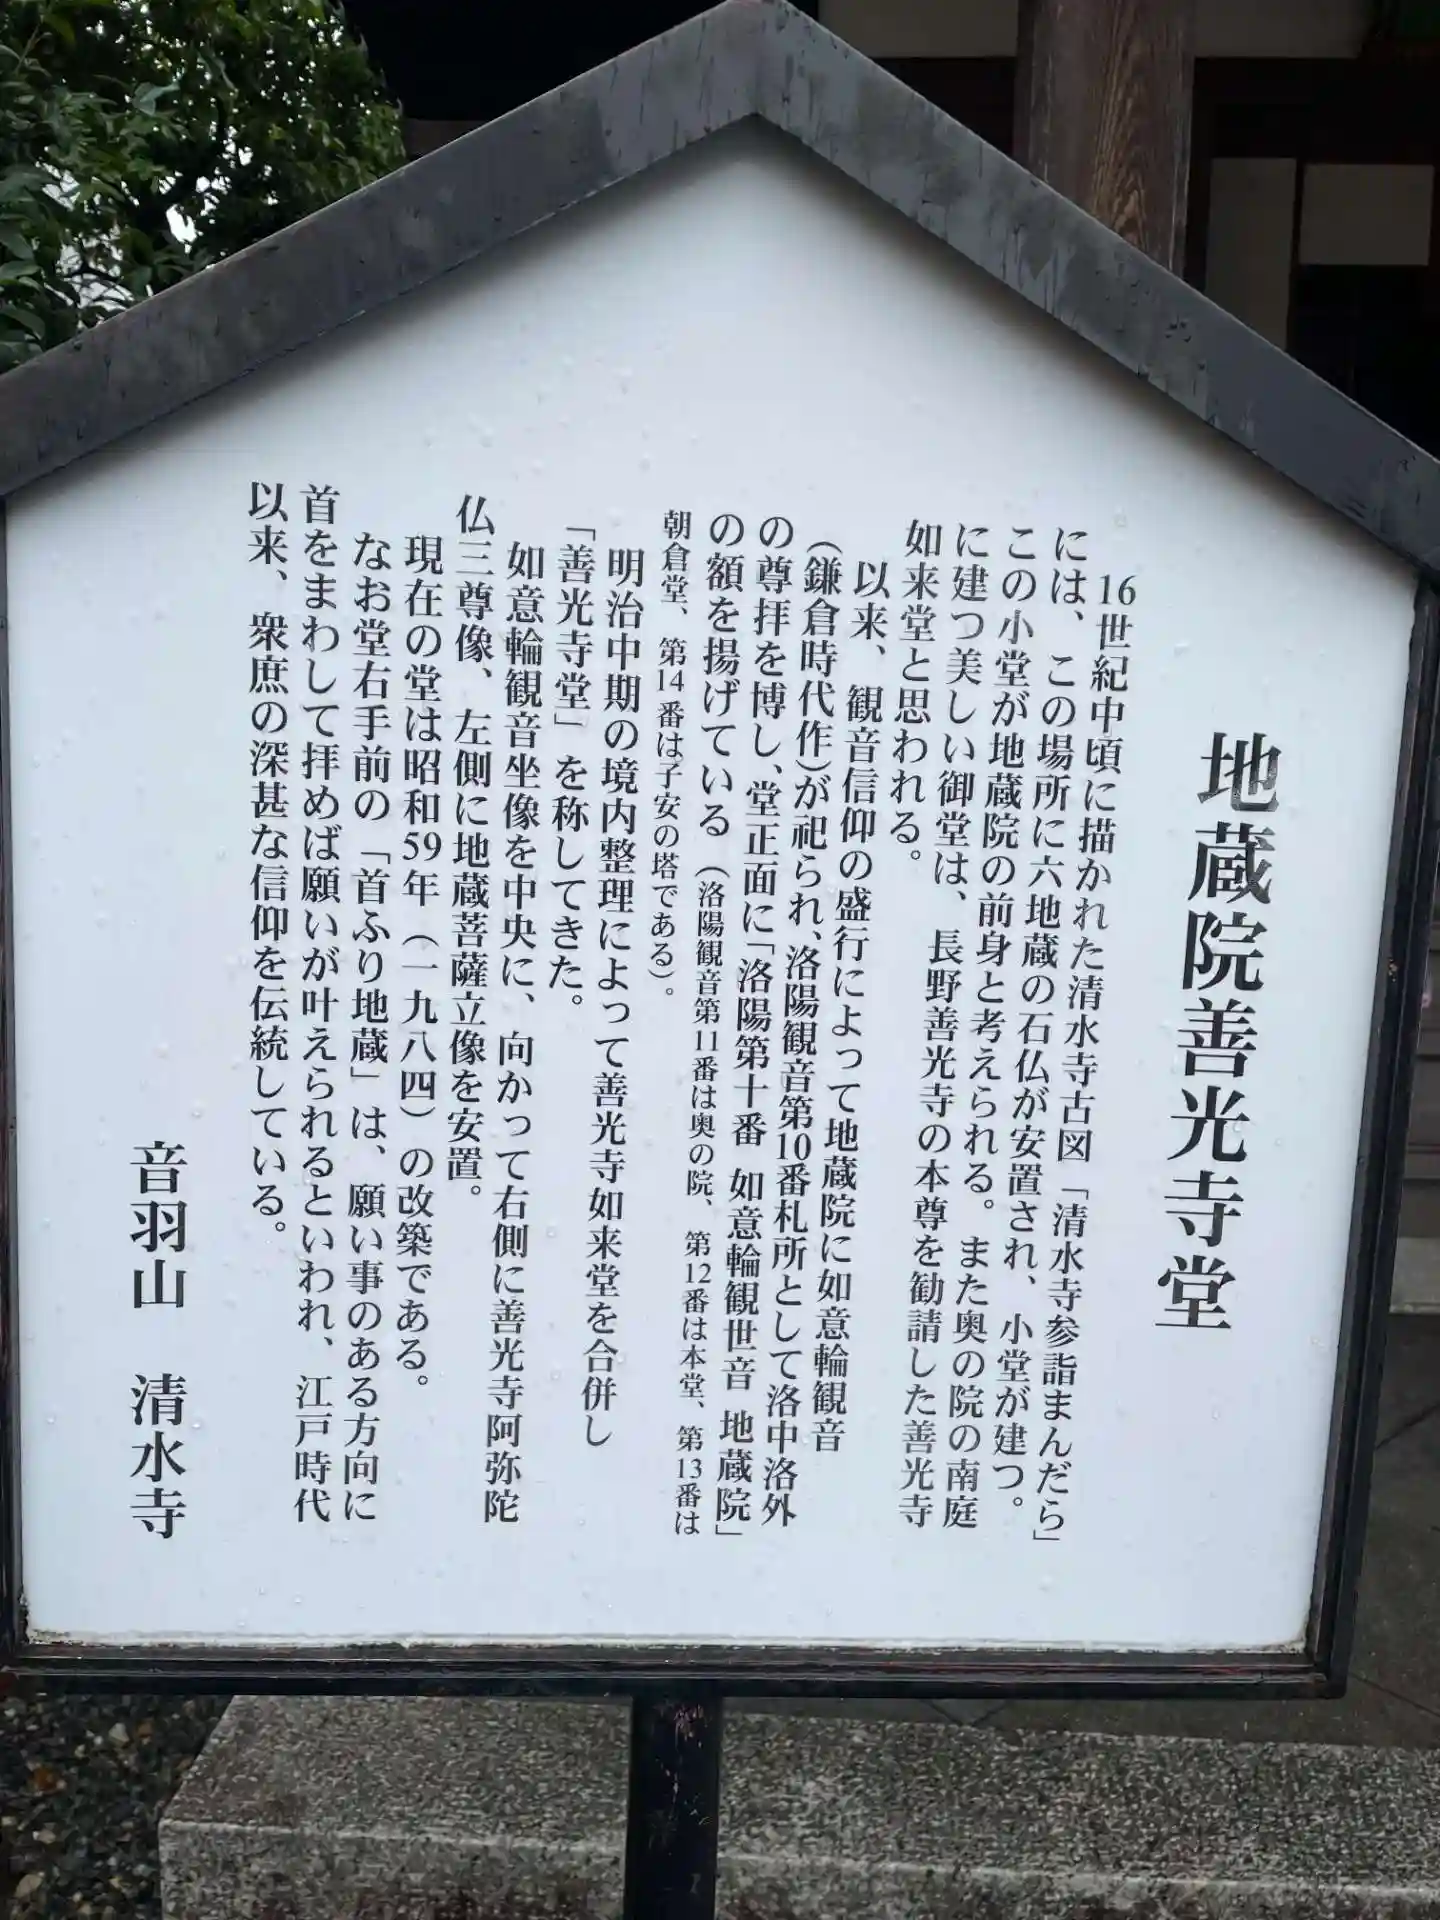 地蔵院善光寺堂
16世紀中頃に描かれた清水寺古図「清水寺参詣まんだら」
には、この場所に六地蔵の石仏が安置され、小堂が建つ。
この小堂が地蔵院の前身と考えられる。また奥の院の南庭
に建つ美しい御堂は、長野善光寺の本尊を勧請した善光寺
如来堂と思われる。
以来、観音信仰の盛行によって地蔵院に如意輪観音
(鎌倉時代作)が祀られ、洛陽観音第10番札所として洛中洛外
の尊拝を博し、堂正面に「洛陽第十番 如意輪観世音 地蔵院」
の額を揚げている(洛陽観音第11番は奥の院、第12番は本堂、第13番は
朝倉堂、第14番は子安の塔である)。
明治中期の境内整理によって善光寺如来堂を合併し
「善光寺堂」を称してきた。
如意輪観音坐像を中央に、向かって右側に善光寺阿弥陀
仏三尊像、左側に地蔵菩薩立像を安置。
現在の堂は昭和59年(一九八四)の改築である。
なお堂右手前の「首ふり地蔵」は、願い事のある方向に
首をまわして拝めば願いが叶えられるといわれ、江戸時代
以来、衆庶の深甚な信仰を伝統している。
音羽山 清水寺